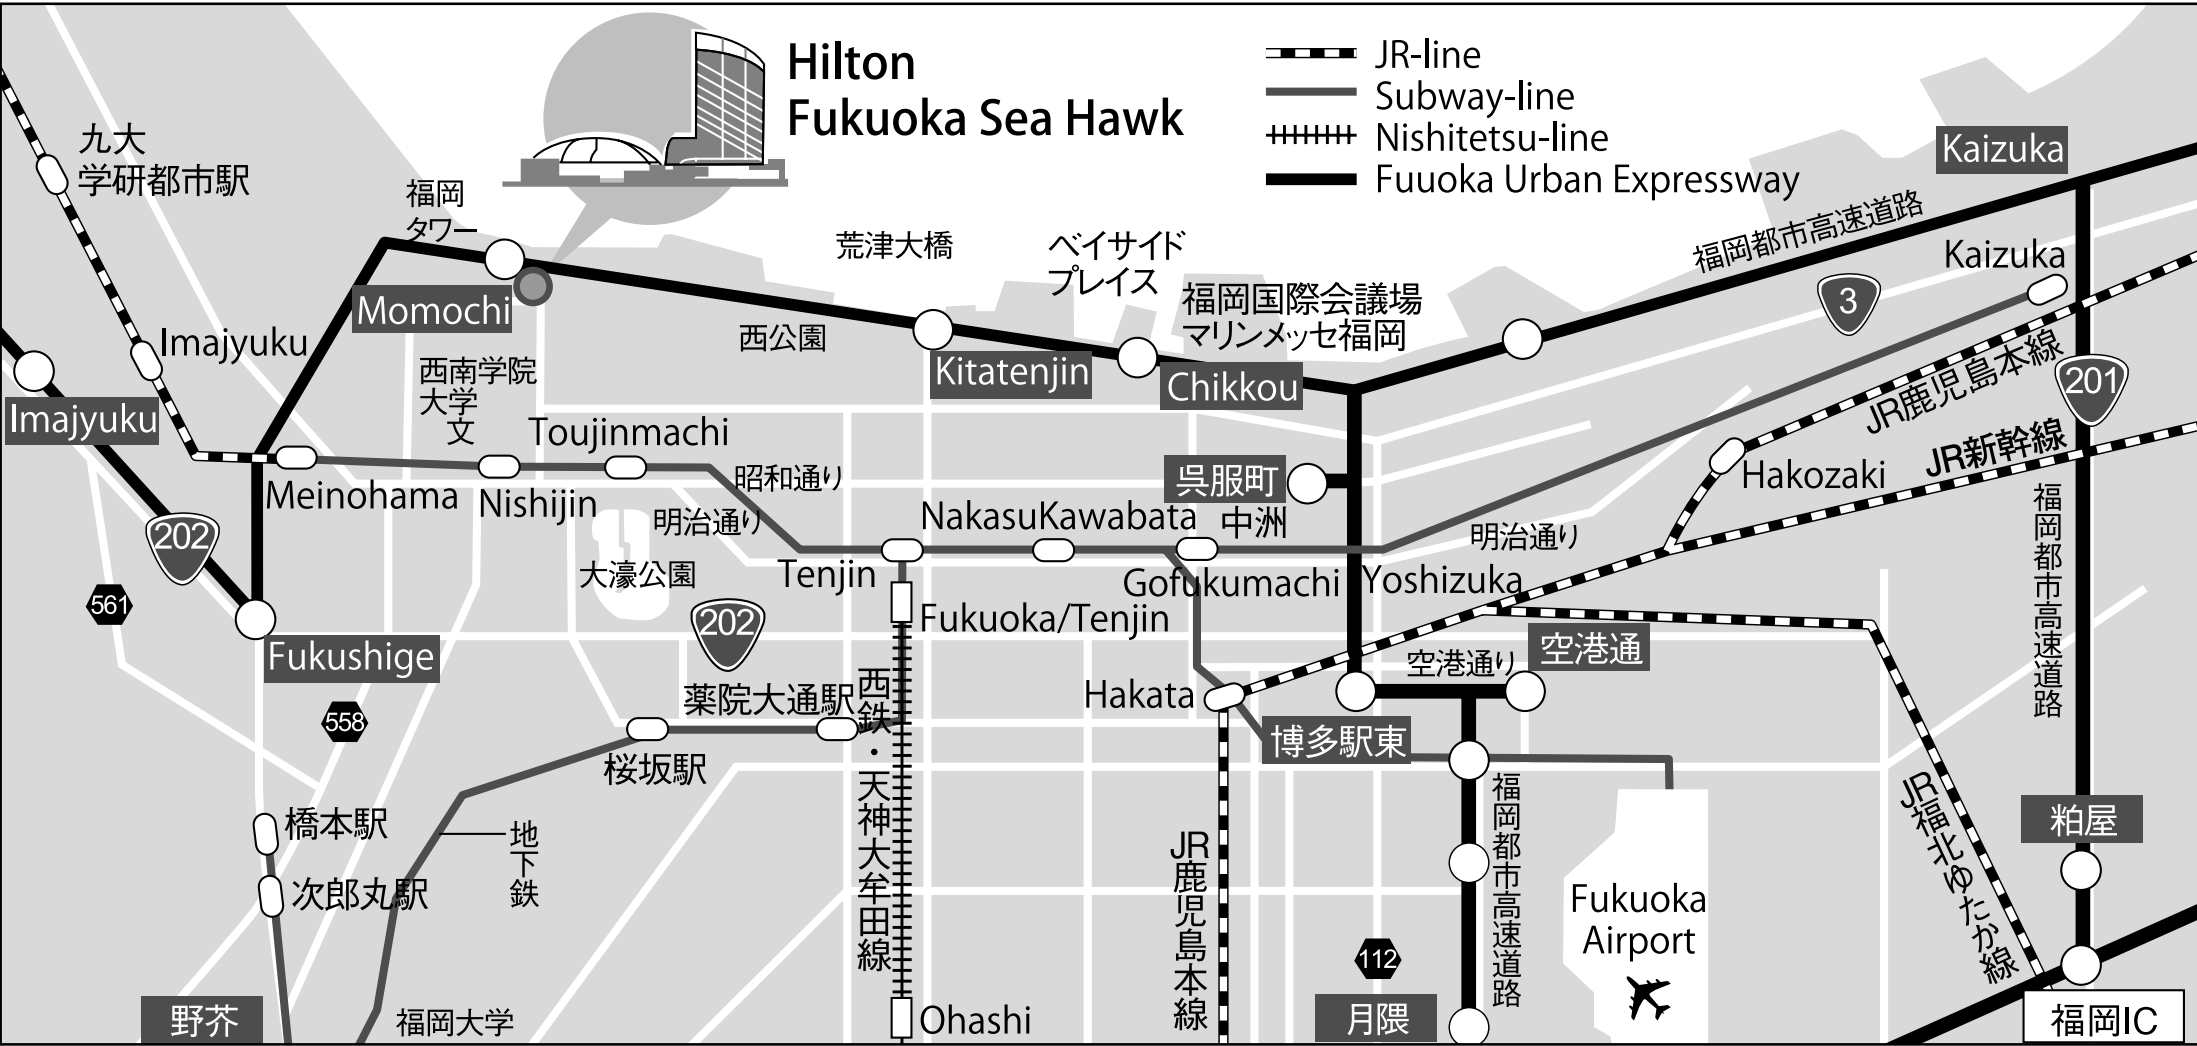 Hilton
Fukuoka Sea Hawk
JR-line
Subway-line
Nishitetsu-line
Fuuoka Urban Expressway
九大
学研都市駅
福岡
タワー
Momochi
Imajyuku
Imajyuku
西南学院
大学
文
Toujinmachi
Meinohama
Nishijin
昭和通り
明治通り
西公園
荒津大橋
ベイサイド
プレイス
Kitatenjin
福岡国際会議場
マリンメッセ福岡
Chikkou
福岡都市高速道路
Kaizuka
Kaizuka
3
201
JR鹿児島本線
JR新幹線
Hakozaki
呉服町
中洲
NakasuKawabata
Tenjin
Gofukumachi
Yoshizuka
明治通り
大濠公園
202
202
561
558
Fukushige
Fukuoka/Tenjin
薬院大通駅
桜坂駅
西鉄・天神大牟田線
Hakata
空港通り
空港通
博多駅東
福岡都市高速道路
福岡都市高速道路
橋本駅
次郎丸駅
地下鉄
野芥
福岡大学
Ohashi
JR鹿児島本線
112
月隈
Fukuoka
Airport
JR福北ゆたか線
粕屋
福岡IC